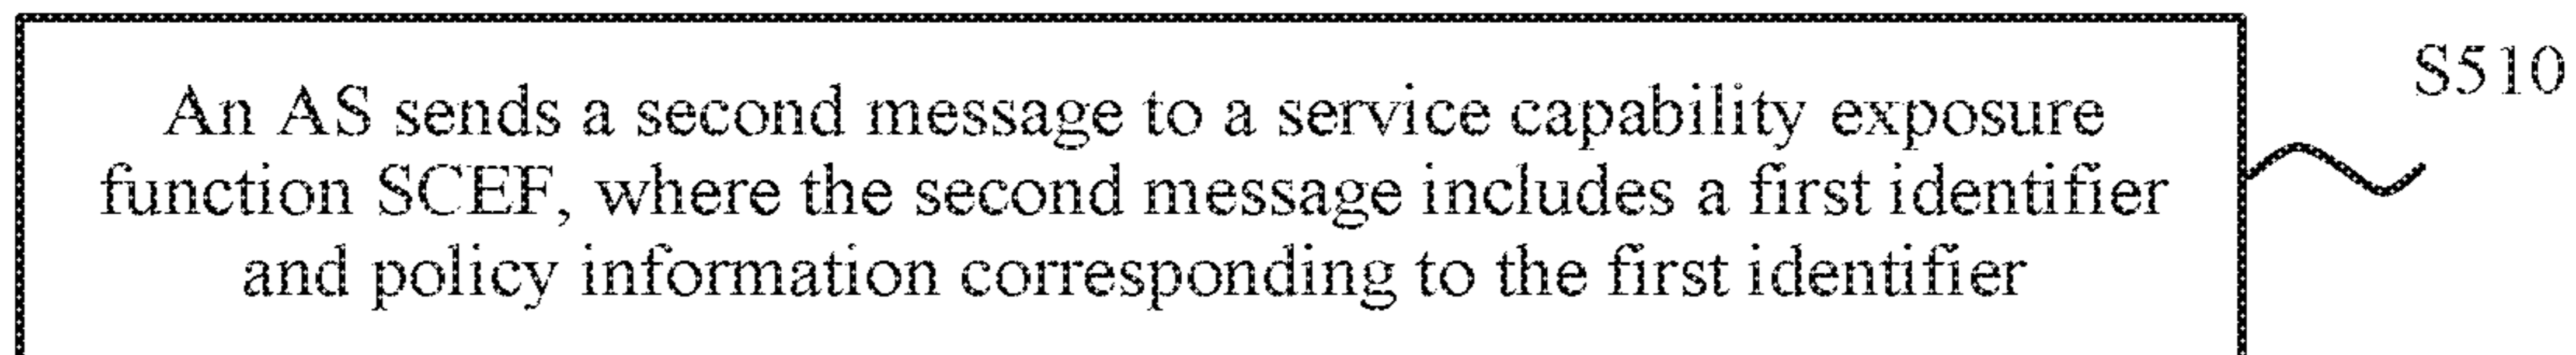 S510
An AS sends a second message to a service capability exposure
function SCEF, where the second message includes a first identifier
and policy information corresponding to the first identifier